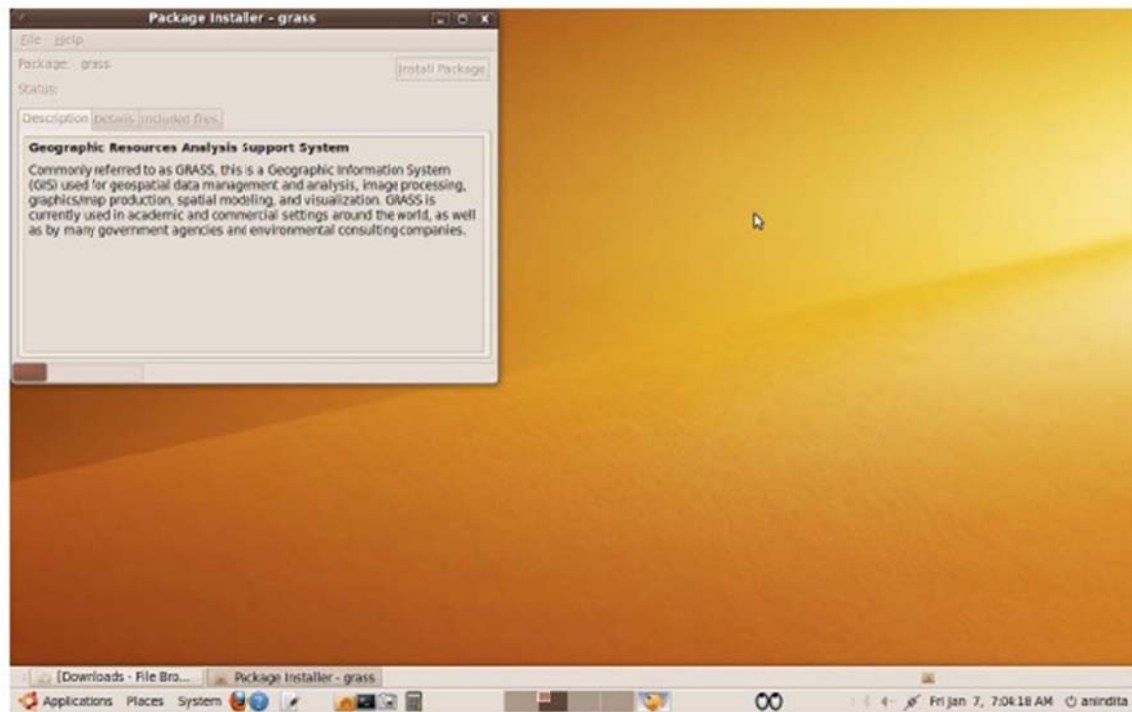 Package Installer - grass
File Help
Package: grass
Install Package
Status:
Description Details Included files
Geographic Resources Analysis Support System
Commonly referred to as GRASS, this is a Geographic Information System
(GIS) used for geospatial data management and analysis, image processing,
graphics/map production, spatial modeling, and visualization. GRASS is
currently used in academic and commercial settings around the world, as well
as by many government agencies and environmental consulting companies.
[Downloads - File Bro...
Package Installer - grass
Applications Places System
Fri Jan 7, 7:04:18 AM
anindita